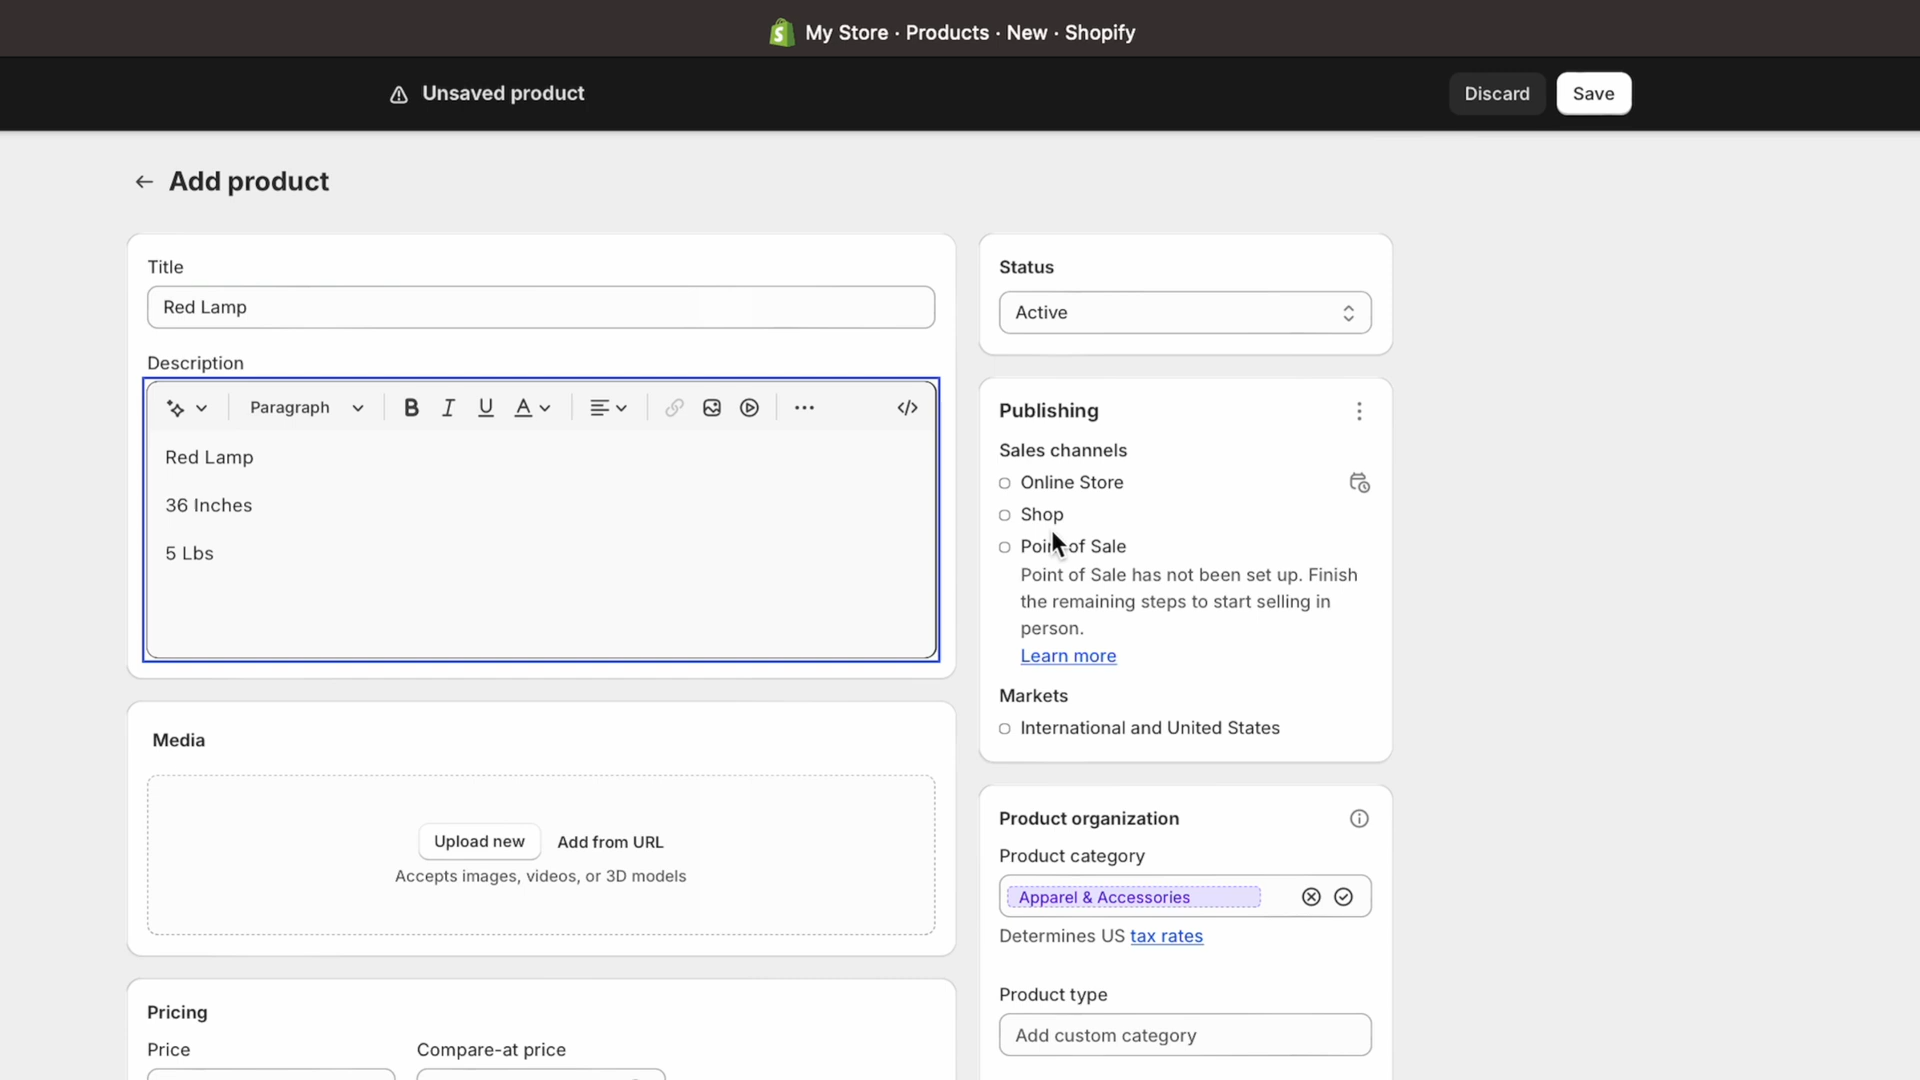 My Store · Products · New · Shopify
Unsaved product
Discard
Save
Add product
Title
Red Lamp
Description
Paragraph
Red Lamp
36 Inches
5 Lbs
Media
Upload new
Add from URL
Accepts images, videos, or 3D models
Pricing
Price
Compare-at price
Status
Active
Publishing
Sales channels
Online Store
Shop
Point of Sale
Point of Sale has not been set up. Finish
the remaining steps to start selling in
person.
Learn more
Markets
International and United States
Product organization
Product category
Apparel & Accessories
Determines US tax rates
Product type
Add custom category